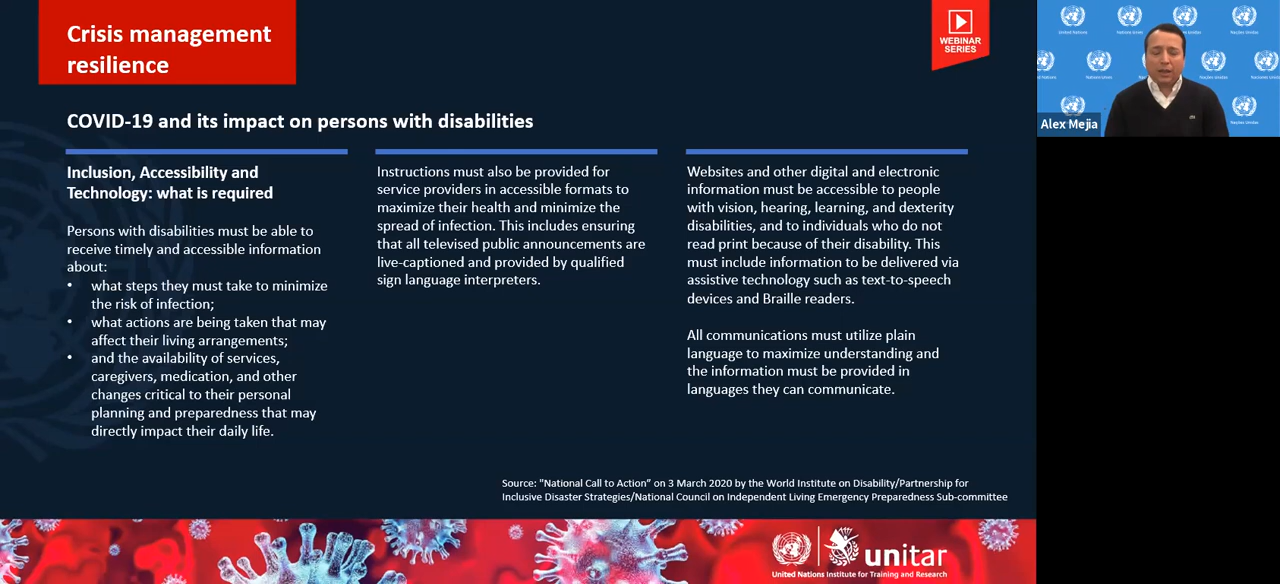 Crisis management
resilience
WEBINAR
SERIES
COVID-19 and its impact on persons with disabilities
Inclusion, Accessibility and
Technology: what is required
Persons with disabilities must be able to
receive timely and accessible information
about:
• what steps they must take to minimize
the risk of infection;
• what actions are being taken that may
affect their living arrangements;
• and the availability of services,
caregivers, medication, and other
changes critical to their personal
planning and preparedness that may
directly impact their daily life.
Instructions must also be provided for
service providers in accessible formats to
maximize their health and minimize the
spread of infection. This includes ensuring
that all televised public announcements are
live-captioned and provided by qualified
sign language interpreters.
Websites and other digital and electronic
information must be accessible to people
with vision, hearing, learning, and dexterity
disabilities, and to individuals who do not
read print because of their disability. This
must include information to be delivered via
assistive technology such as text-to-speech
devices and Braille readers.
All communications must utilize plain
language to maximize understanding and
the information must be provided in
languages they can communicate.
Source: "National Call to Action" on 3 March 2020 by the World Institute on Disability/Partnership for
Inclusive Disaster Strategies/National Council on Independent Living Emergency Preparedness Sub-committee
unitar
United Nations Institute for Training and Research
United Nations
Nações Unidas
Alex Mejia